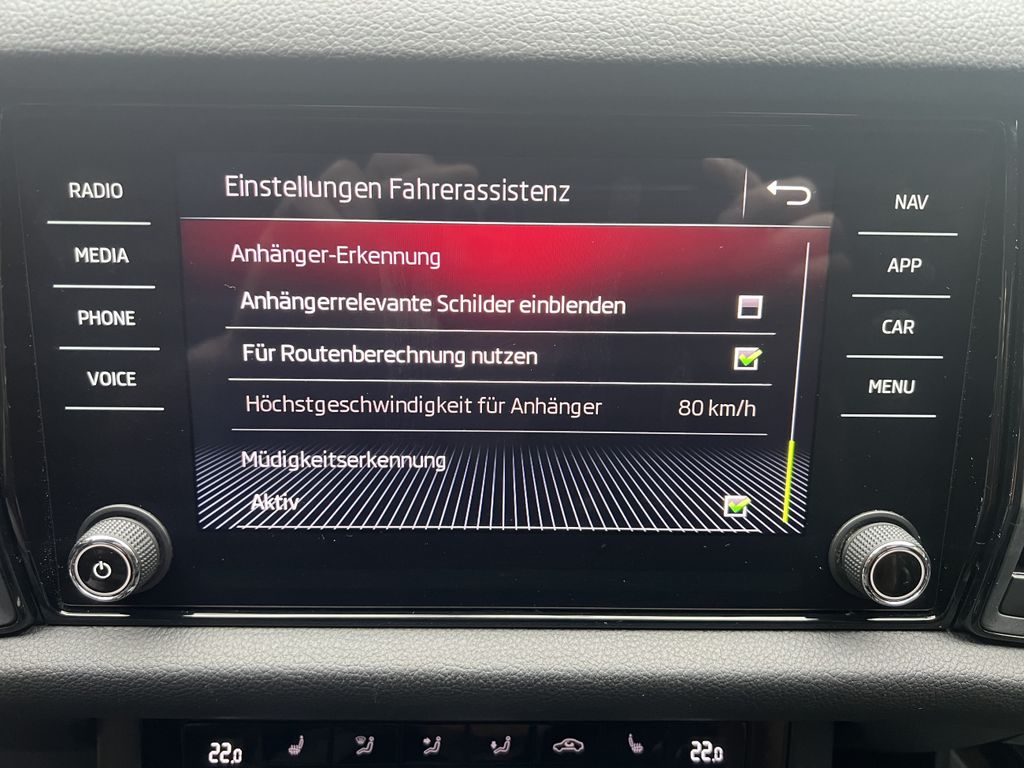 Einstellungen Fahrerassistenz
RADIO
MEDIA
PHONE
VOICE
Anhänger-Erkennung
Anhängerrelevante Schilder einblenden
Für Routenberechnung nutzen
Höchstgeschwindigkeit für Anhänger 80 km/h
Müdigkeitserkennung
Aktiv
NAV
APP
CAR
MENU
22.0
22.0